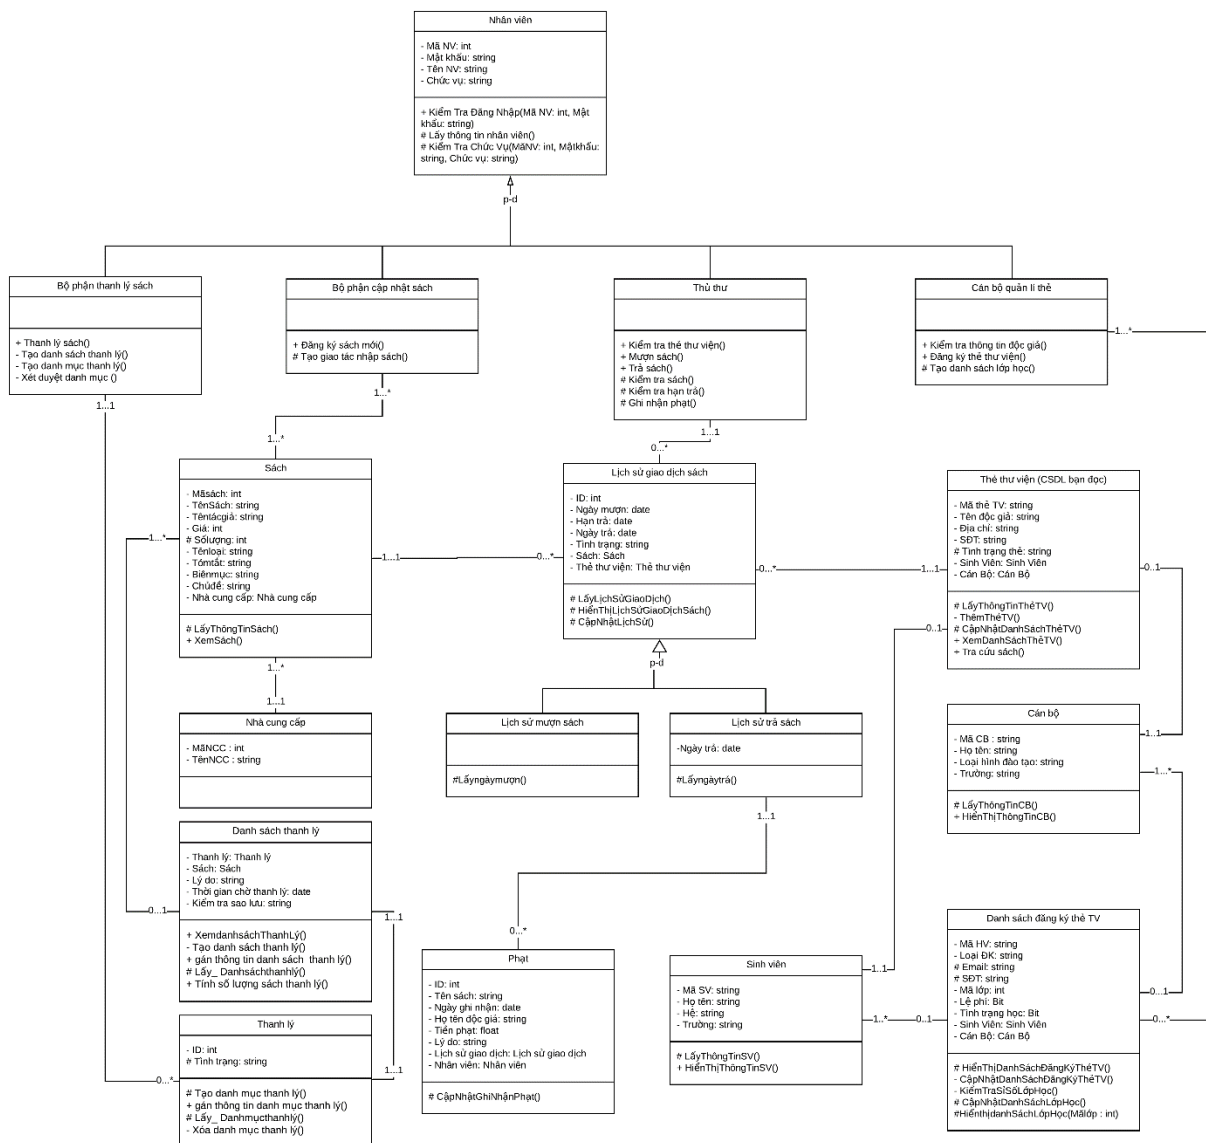 Nhân viên
- Mã NV: int
- Mật khẩu: string
- Tên NV: string
- Chức vụ: string
+ Kiểm Tra Đăng Nhập(Mã NV: int, Mật
khẩu: string)
# Lấy thông tin nhân viên()
# Kiểm Tra Chức Vụ(MãNV: int, Mậtkhẩu:
string, Chức vụ: string)
p-d
Bộ phận thanh lý sách
+ Thanh lý sách()
- Tạo danh sách thanh lý()
- Tạo danh mục thanh lý()
- Xét duyệt danh mục ()
1...1
Bộ phận cập nhật sách
+ Đăng ký sách mới()
# Tạo giao tác nhập sách()
1...*
Thủ thư
+ Kiểm tra thẻ thư viện()
+ Mượn sách()
+ Trả sách()
# Kiểm tra sách()
# Kiểm tra hạn trả()
# Ghi nhận phạt()
1...1
Cán bộ quản lí thẻ
+ Kiểm tra thông tin độc giả()
+ Đăng ký thẻ thư viện()
# Tạo danh sách lớp học()
1...*
1...*
Sách
- Mãsách: int
- TênSách: string
- Têntácgiả: string
- Giá: int
# Sốlượng: int
- Tênloại: string
- Tómtắt: string
- Biênmục: string
- Chủđề: string
- Nhà cung cấp: Nhà cung cấp
# LấyThôngTinSách()
+ XemSách()
1...*
1...1
0...*
1...*
1...1
0...*
Lịch sử giao dịch sách
- ID: int
- Ngày mượn: date
- Hạn trả: date
- Ngày trả: date
- Tình trạng: string
- Sách: Sách
- Thẻ thư viện: Thẻ thư viện
# LấyLịchSửGiaoDịch()
# HiểnThịLịchSửGiaoDịchSách()
# CậpNhậtLịchSử()
p-d
0...*
1...1
Thẻ thư viện (CSDL bạn đọc)
- Mã thẻ TV: string
- Tên độc giả: string
- Địa chỉ: string
- SĐT: string
# Tình trạng thẻ: string
- Sinh Viên: Sinh Viên
- Cán Bộ: Cán Bộ
# LấyThôngTinThẻTV()
- ThêmThẻTV()
# CậpNhậtDanhSáchThẻTV()
+ XemDanhSáchThẻTV()
+ Tra cứu sách()
0...1
0...1
Nhà cung cấp
- MãNCC : int
- TênNCC : string
Lịch sử mượn sách
#Lấyngàymượn()
Lịch sử trả sách
-Ngày trả: date
#Lấyngàytrả()
1...1
Cán bộ
- Mã CB : string
- Họ tên: string
- Loại hình đào tạo: string
- Trường: string
# LấyThôngTinCB()
+ HiểnThịThôngTinCB()
1...1
1...*
Danh sách thanh lý
- Thanh lý: Thanh lý
- Sách: Sách
- Lý do: string
- Thời gian chờ thanh lý: date
- Kiểm tra sao lưu: string
+ XemdanhsáchThanhLý()
- Tạo danh sách thanh lý()
+ gán thông tin danh sách thanh lý()
# Lấy_ Danhsáchthanhlý()
+ Tính số lượng sách thanh lý()
0...1
1...1
Thanh lý
- ID: int
# Tình trạng: string
# Tạo danh mục thanh lý()
+ gán thông tin danh mục thanh lý()
# Lấy_ Danhmụcthanhlý()
- Xóa danh mục thanh lý()
0...*
1...1
0...*
Phạt
- ID: int
- Tên sách: string
- Ngày ghi nhận: date
- Họ tên độc giả: string
- Tiền phạt: float
- Lý do: string
- Lịch sử giao dịch: Lịch sử giao dịch
- Nhân viên: Nhân viên
# CậpNhậtGhiNhậnPhạt()
Sinh viên
- Mã SV: string
- Họ tên: string
- Hệ: string
- Trường: string
# LấyThôngTinSV()
+ HiểnThịThôngTinSV()
1...1
1...*
0...1
Danh sách đăng ký thẻ TV
- Mã HV: string
- Loại ĐK: string
# Email: string
# SĐT: string
- Mã lớp: int
- Lệ phí: Bit
- Tình trạng học: Bit
- Sinh Viên: Sinh Viên
- Cán Bộ: Cán Bộ
# HiểnThịDanhSáchĐăngKýThẻTV()
- CậpNhậtDanhSáchĐăngKýThẻTV()
- KiểmTraSỉSốLớpHọc()
# CậpNhậtDanhSáchLớpHọc()
#HiểnthịdanhSáchLớpHọc(Mãlớp : int)
0...1
0...*